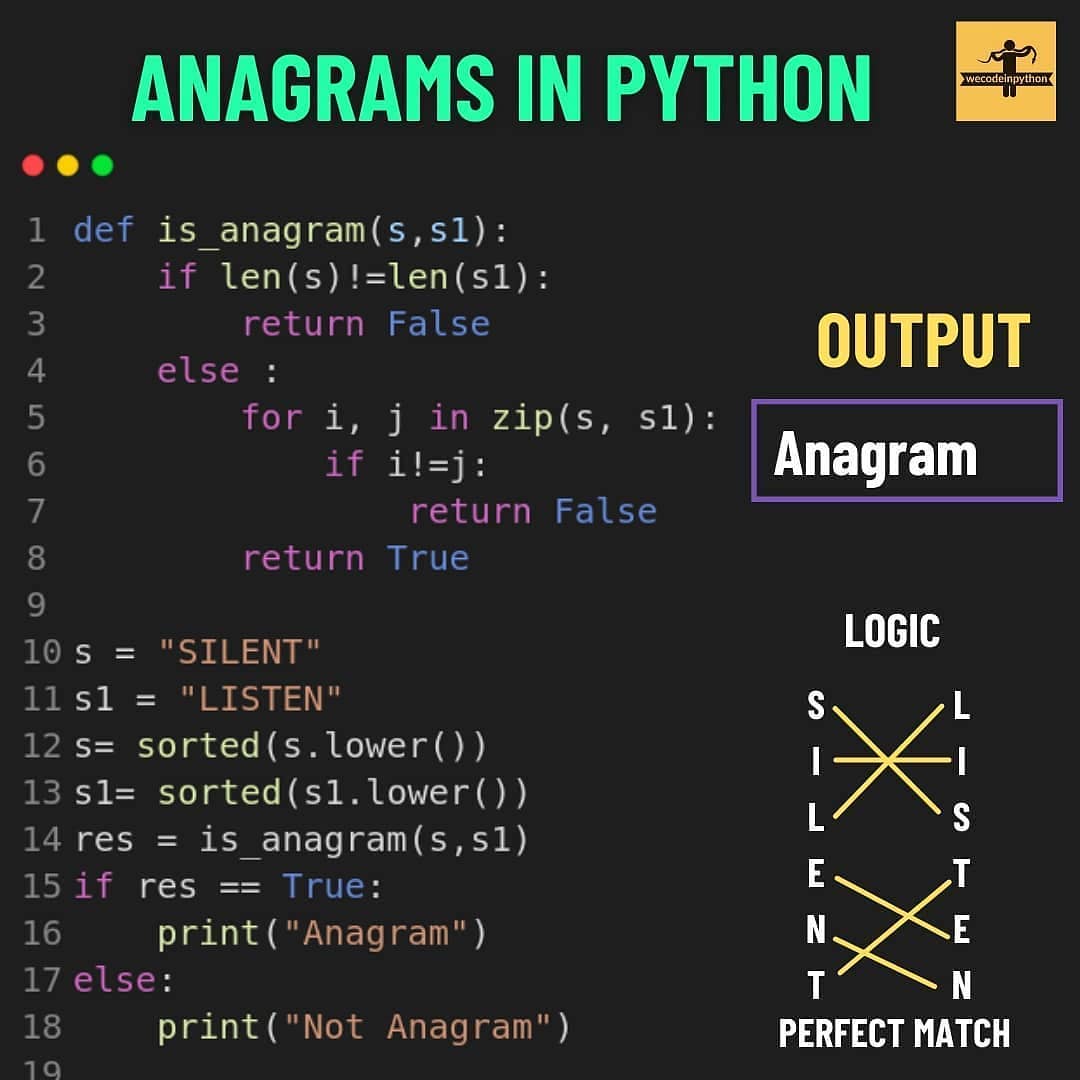 ANAGRAMS IN PYTHON
wecodeinpython
1 def is_anagram(s,s1):
2     if len(s)!=len(s1):
3         return False
4     else :
5         for i, j in zip(s, s1):
6             if i!=j:
7                 return False
8         return True
9
10 s = "SILENT"
11 s1 = "LISTEN"
12 s= sorted(s.lower())
13 s1= sorted(s1.lower())
14 res = is_anagram(s,s1)
15 if res == True:
16     print("Anagram")
17 else:
18     print("Not Anagram")
19
OUTPUT
Anagram
LOGIC
S L
I I
L S
E T
N E
T N
PERFECT MATCH